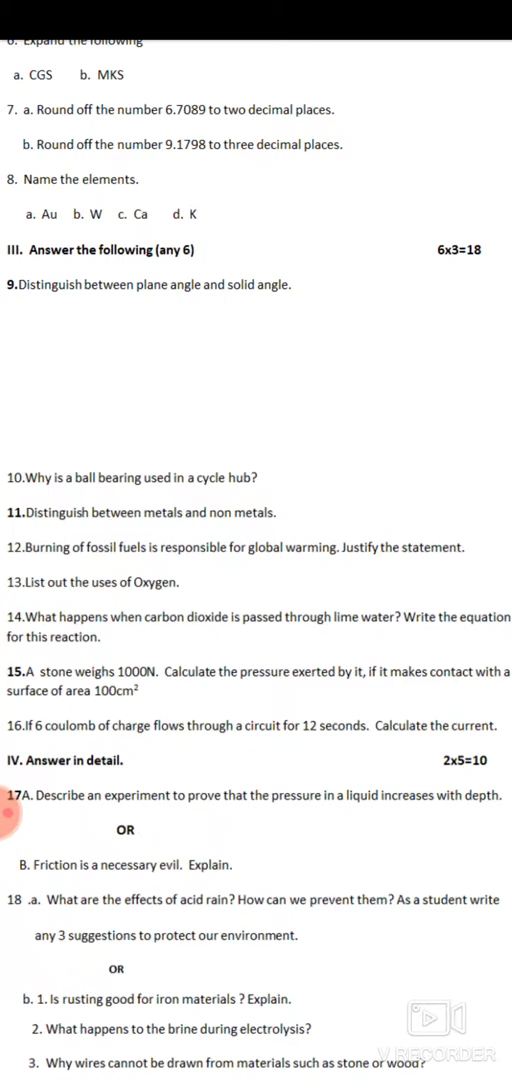 6. Expand the following
a. CGS b. MKS
7. a. Round off the number 6.7089 to two decimal places.
b. Round off the number 9.1798 to three decimal places.
8. Name the elements.
a. Au b. W c. Ca d. K
III. Answer the following (any 6) 6x3=18
9.Distinguish between plane angle and solid angle.
10.Why is a ball bearing used in a cycle hub?
11.Distinguish between metals and non metals.
12.Burning of fossil fuels is responsible for global warming. Justify the statement.
13.List out the uses of Oxygen.
14.What happens when carbon dioxide is passed through lime water? Write the equation
for this reaction.
15.A stone weighs 1000N. Calculate the pressure exerted by it, if it makes contact with a
surface of area 100cm²
16.If 6 coulomb of charge flows through a circuit for 12 seconds. Calculate the current.
IV. Answer in detail. 2x5=10
17A. Describe an experiment to prove that the pressure in a liquid increases with depth.
OR
B. Friction is a necessary evil. Explain.
18 .a. What are the effects of acid rain? How can we prevent them? As a student write
any 3 suggestions to protect our environment.
OR
b. 1. Is rusting good for iron materials ? Explain.
2. What happens to the brine during electrolysis?
3. Why wires cannot be drawn from materials such as stone or wood?
V RECORDER